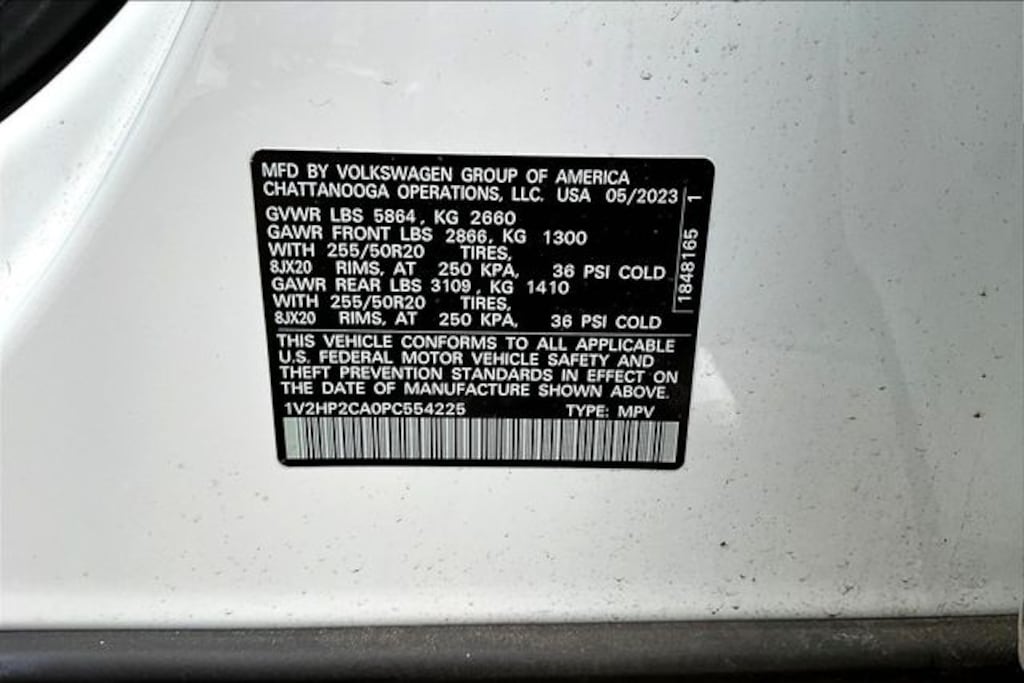 MFD BY VOLKSWAGEN GROUP OF AMERICA
CHATTANOOGA OPERATIONS, LLC. USA 05/2023
GVWR LBS 5864, KG 2660
GAWR FRONT LBS 2866, KG 1300
WITH 255/50R20 TIRES,
8JX20 RIMS, AT 250 KPA, 36 PSI COLD
GAWR REAR LBS 3109, KG 1410
WITH 255/50R20 TIRES,
8JX20 RIMS, AT 250 KPA, 36 PSI COLD
THIS VEHICLE CONFORMS TO ALL APPLICABLE
U.S. FEDERAL MOTOR VEHICLE SAFETY AND
THEFT PREVENTION STANDARDS IN EFFECT ON
THE DATE OF MANUFACTURE SHOWN ABOVE.
1V2HP2CA0PC554225 TYPE: MPV
1848165 1